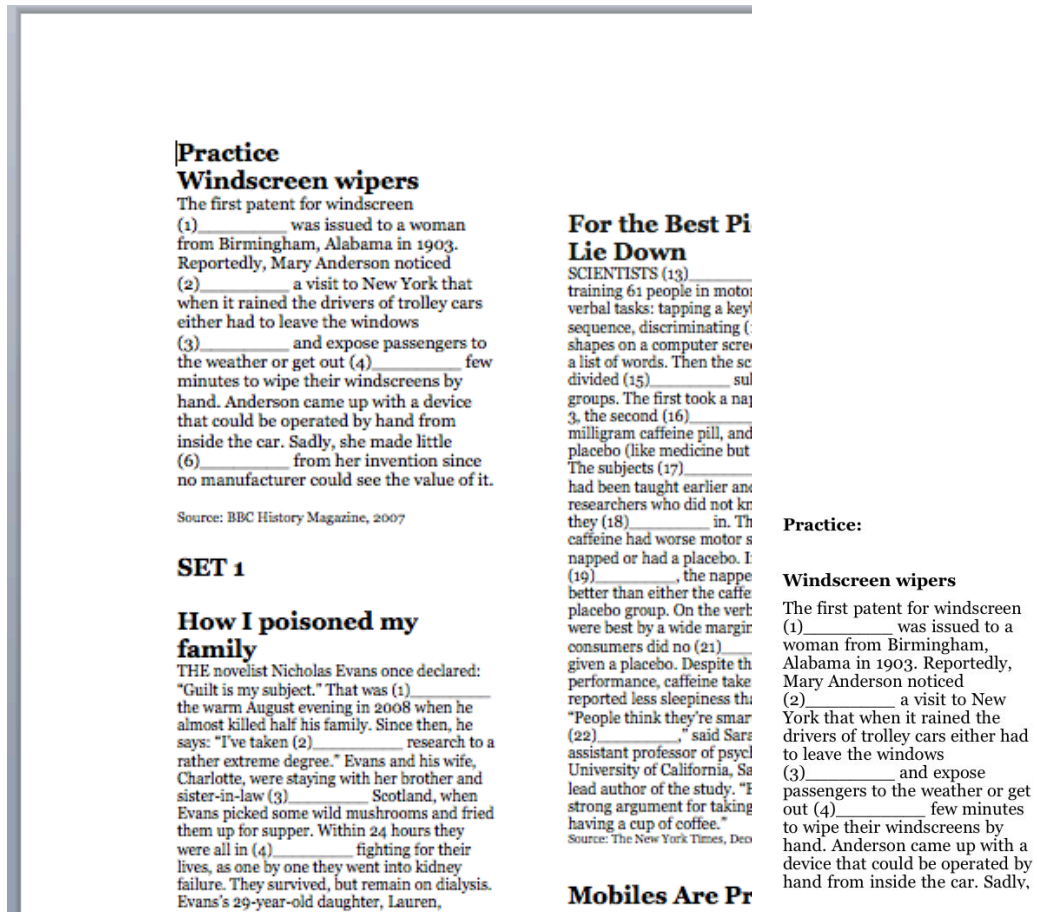 Practice
Windscreen wipers
The first patent for windscreen
(1)__________ was issued to a woman
from Birmingham, Alabama in 1903.
Reportedly, Mary Anderson noticed
(2)__________ a visit to New York that
when it rained the drivers of trolley cars
either had to leave the windows
(3)__________ and expose passengers to
the weather or get out (4)__________ few
minutes to wipe their windscreens by
hand. Anderson came up with a device
that could be operated by hand from
inside the car. Sadly, she made little
(6)__________ from her invention since
no manufacturer could see the value of it.
Source: BBC History Magazine, 2007
SET 1
How I poisoned my
family
THE novelist Nicholas Evans once declared:
“Guilt is my subject.” That was (1)_________
the warm August evening in 2008 when he
almost killed half his family. Since then, he
says: “I’ve taken (2)__________ research to a
rather extreme degree.” Evans and his wife,
Charlotte, were staying with her brother and
sister-in-law (3)_________ Scotland, when
Evans picked some wild mushrooms and fried
them up for supper. Within 24 hours they
were all in (4)_________ fighting for their
lives, as one by one they went into kidney
failure. They survived, but remain on dialysis.
Evans’s 29-year-old daughter, Lauren,
For the Best Pi
Lie Down
SCIENTISTS (13)_______
training 61 people in motor
verbal tasks: tapping a key
sequence, discriminating (
shapes on a computer scre
a list of words. Then the sc
divided (15)_________ su
groups. The first took a nap
3, the second (16)_______
milligram caffeine pill, and
placebo (like medicine but
The subjects (17)________
had been taught earlier and
researchers who did not kn
they (18)_________ in. Th
caffeine had worse motor s
napped or had a placebo. I
(19)_________, the nappe
better than either the caffe
placebo group. On the verb
were best by a wide margin
consumers did no (21)____
given a placebo. Despite th
performance, caffeine take
reported less sleepiness tha
“People think they’re smar
(22)_________,” said Sara
assistant professor of psych
University of California, Sa
lead author of the study. “
strong argument for taking
having a cup of coffee.”
Source: The New York Times, Dec
Mobiles Are Pr
Practice:
Windscreen wipers
The first patent for windscreen
(1)__________ was issued to a
woman from Birmingham,
Alabama in 1903. Reportedly,
Mary Anderson noticed
(2)__________ a visit to New
York that when it rained the
drivers of trolley cars either had
to leave the windows
(3)__________ and expose
passengers to the weather or get
out (4)__________ few minutes
to wipe their windscreens by
hand. Anderson came up with a
device that could be operated by
hand from inside the car. Sadly,